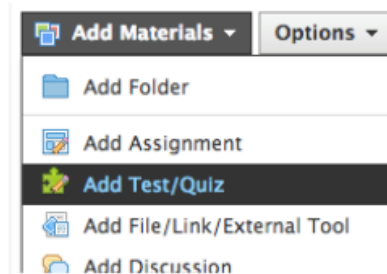 Add Materials Options
Add Folder
Add Assignment
Add Test/Quiz
Add File/Link/External Tool
Add Discussion